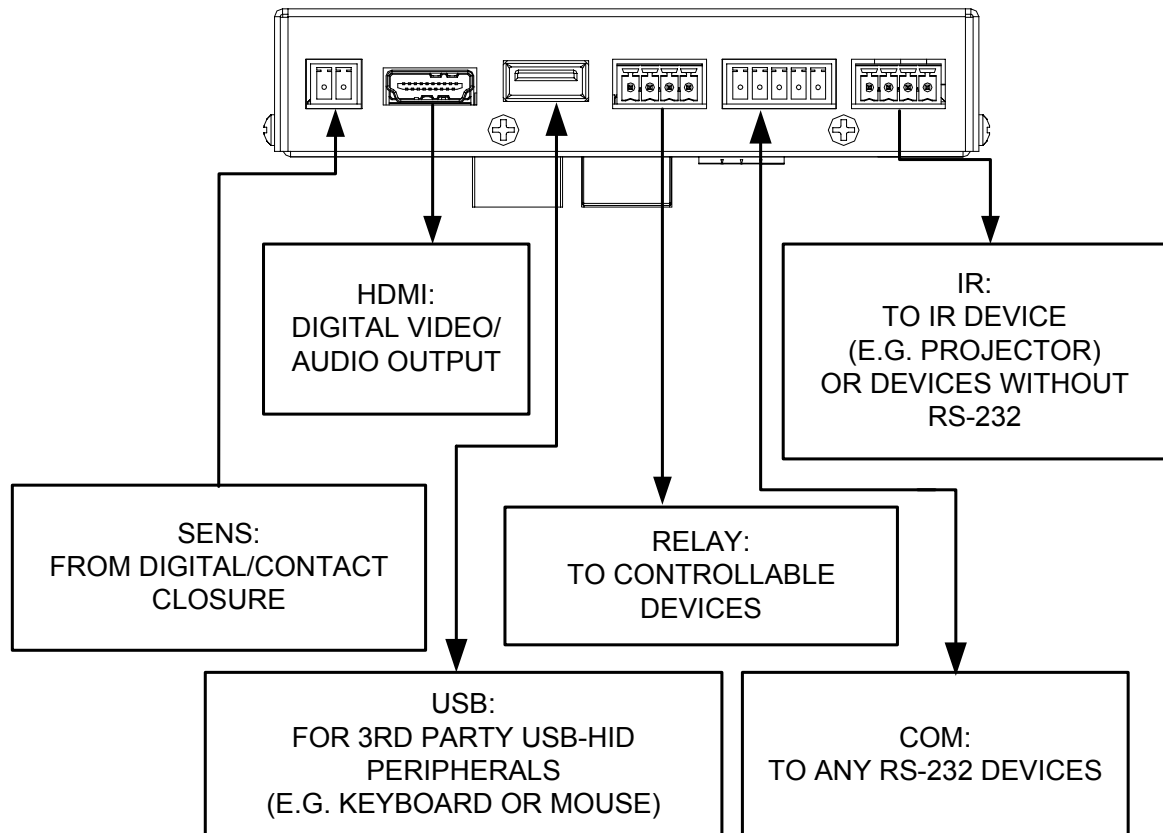 HDMI:
DIGITAL VIDEO/
AUDIO OUTPUT
IR:
TO IR DEVICE
(E.G. PROJECTOR)
OR DEVICES WITHOUT
RS-232
SENS:
FROM DIGITAL/CONTACT
CLOSURE
RELAY:
TO CONTROLLABLE
DEVICES
USB:
FOR 3RD PARTY USB-HID
PERIPHERALS
(E.G. KEYBOARD OR MOUSE)
COM:
TO ANY RS-232 DEVICES